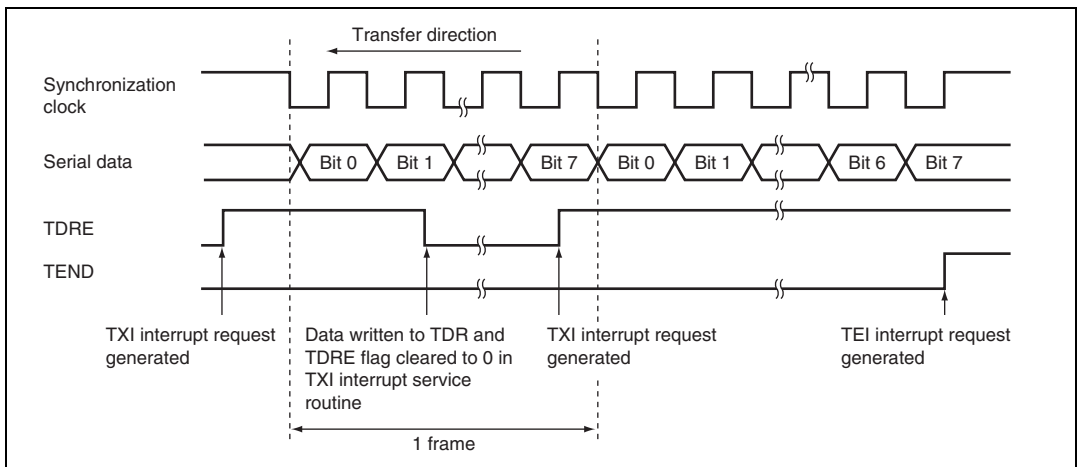 Transfer direction
Synchronization
clock
Serial data
Bit 0
Bit 1
Bit 7
Bit 0
Bit 1
Bit 6
Bit 7
TDRE
TEND
TXI interrupt request
generated
Data written to TDR and
TDRE flag cleared to 0 in
TXI interrupt service
routine
TXI interrupt request
generated
TEI interrupt request
generated
1 frame